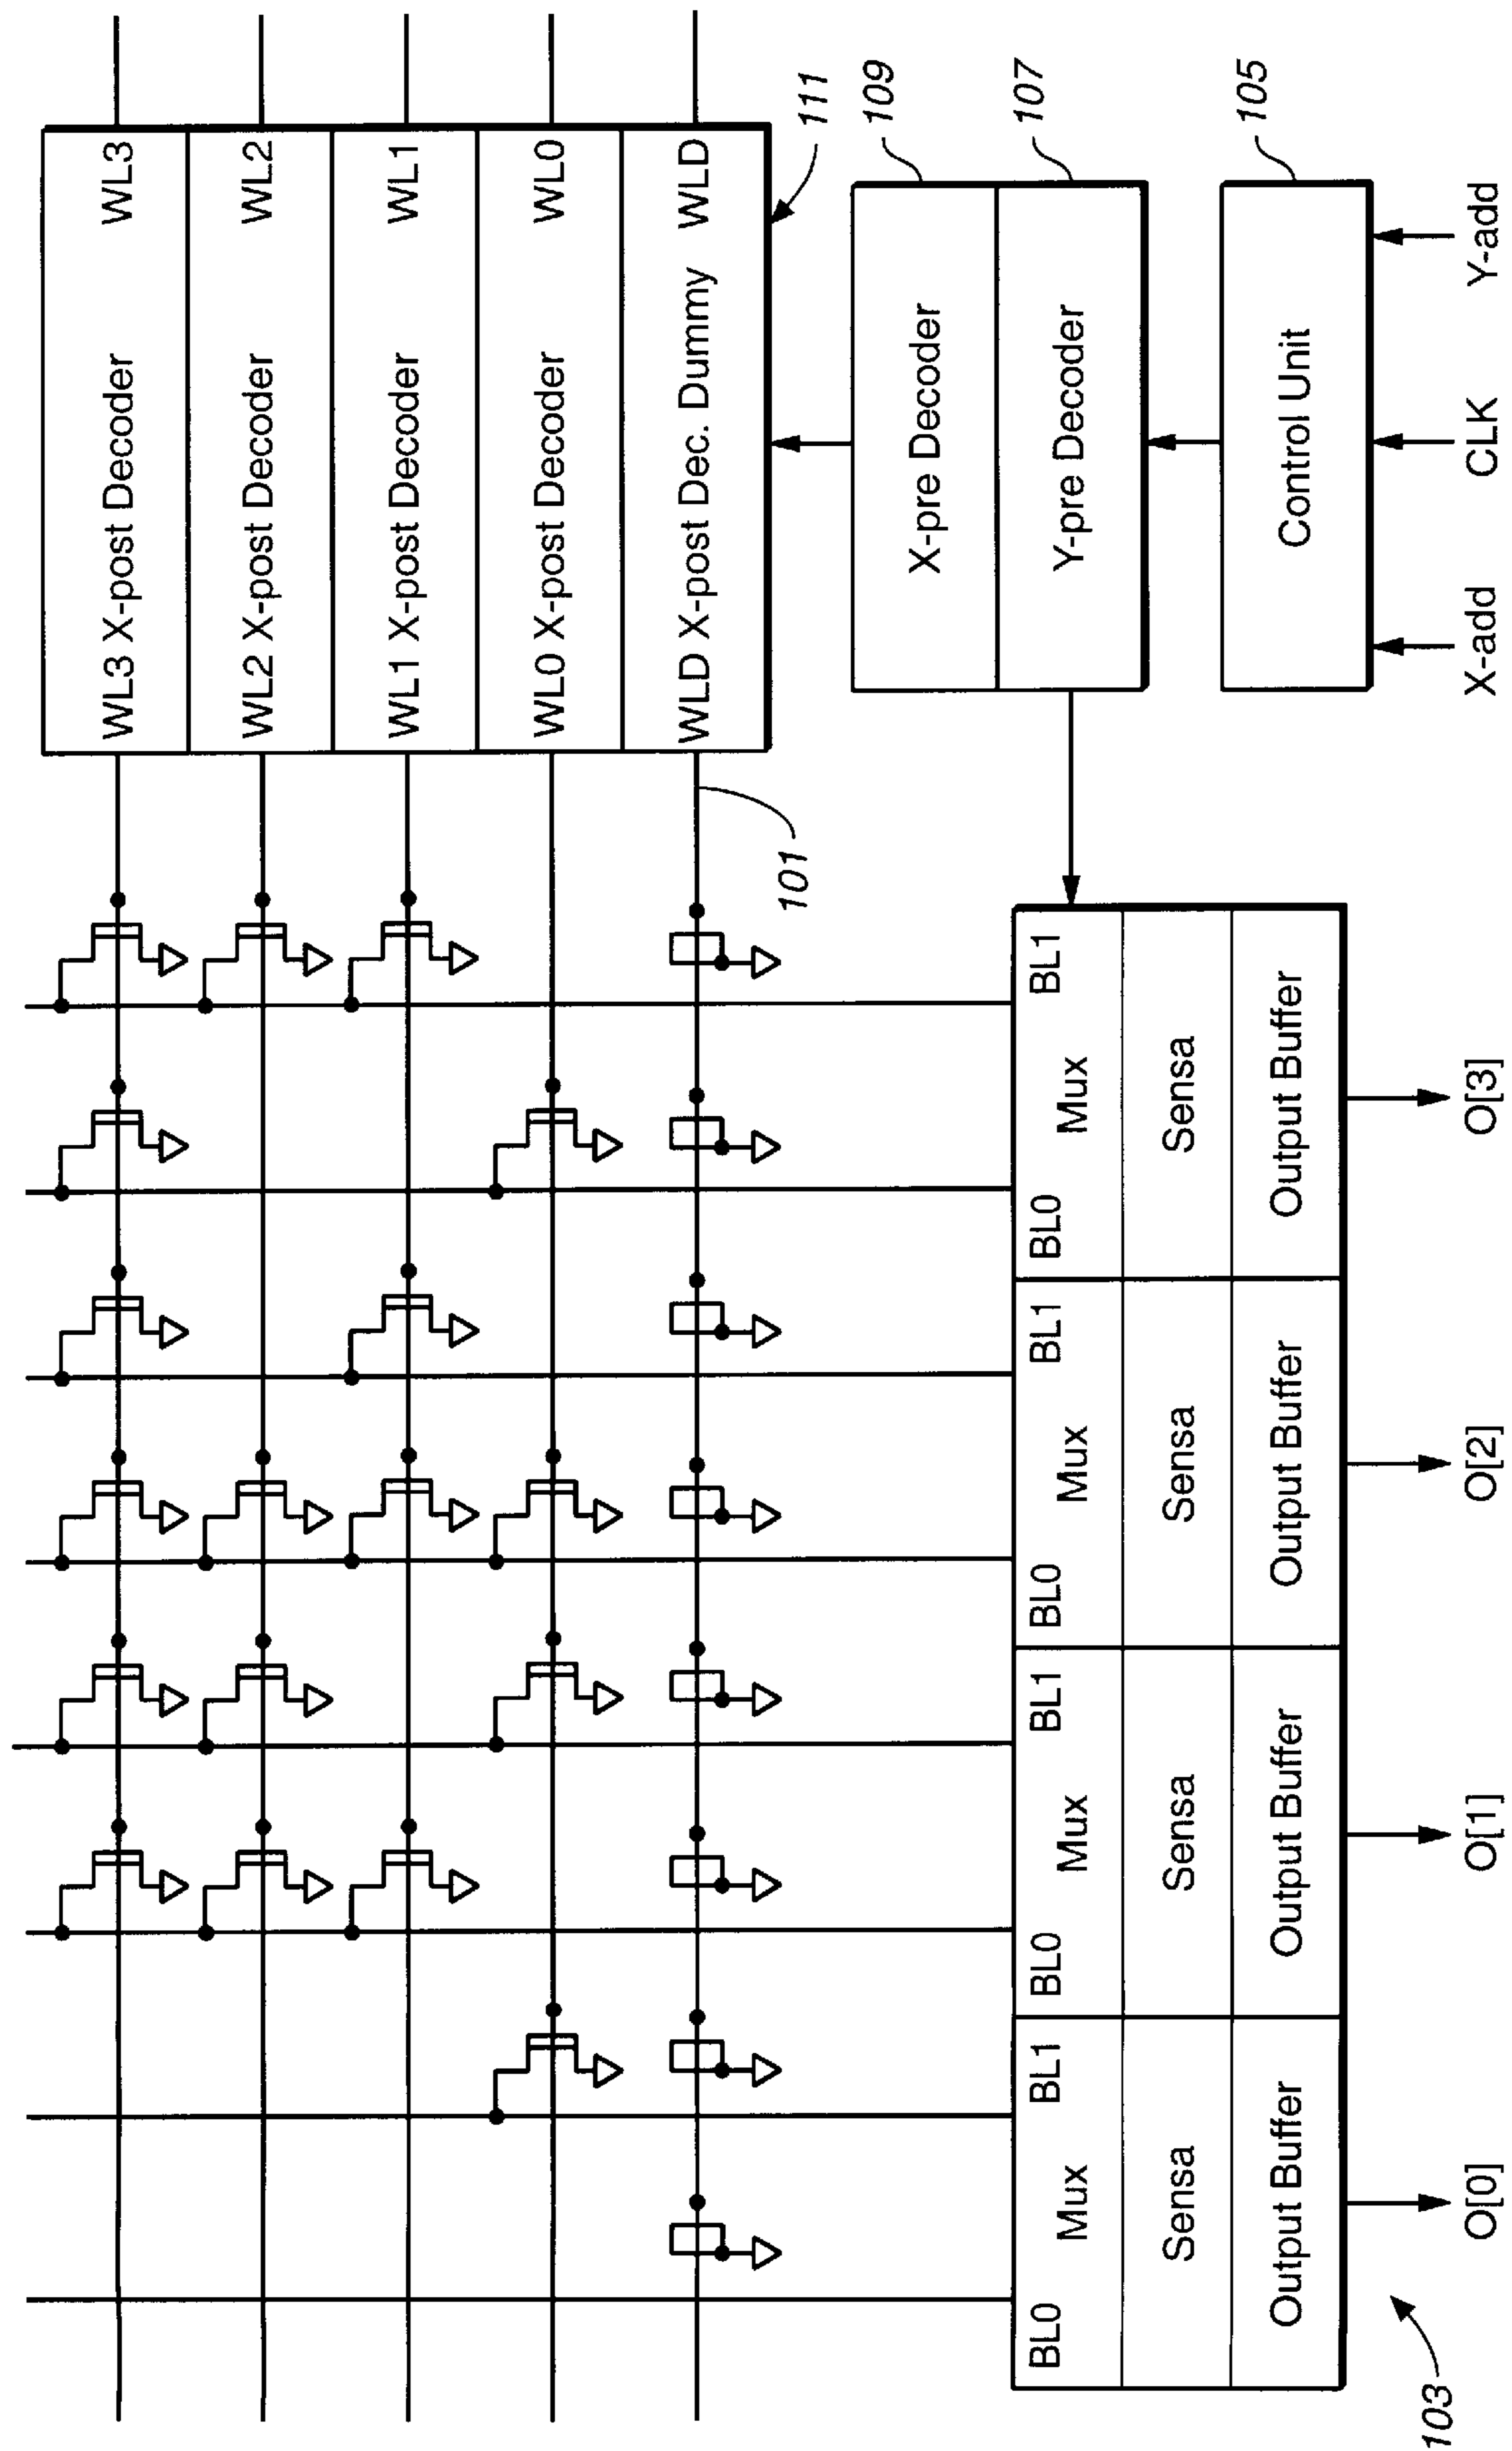 WL3 X-post Decoder WL3
WL2 X-post Decoder WL2
WL1 X-post Decoder WL1
WL0 X-post Decoder WL0
WLD X-post Dec. Dummy WLD
111
101
X-pre Decoder
109
Y-pre Decoder
107
Control Unit
105
X-add
CLK
Y-add
BL0 Mux BL1
BL0 Mux BL1
BL0 Mux BL1
BL0 Mux BL1
Sensa
Sensa
Sensa
Sensa
Output Buffer
Output Buffer
Output Buffer
Output Buffer
O[0]
O[1]
O[2]
O[3]
103